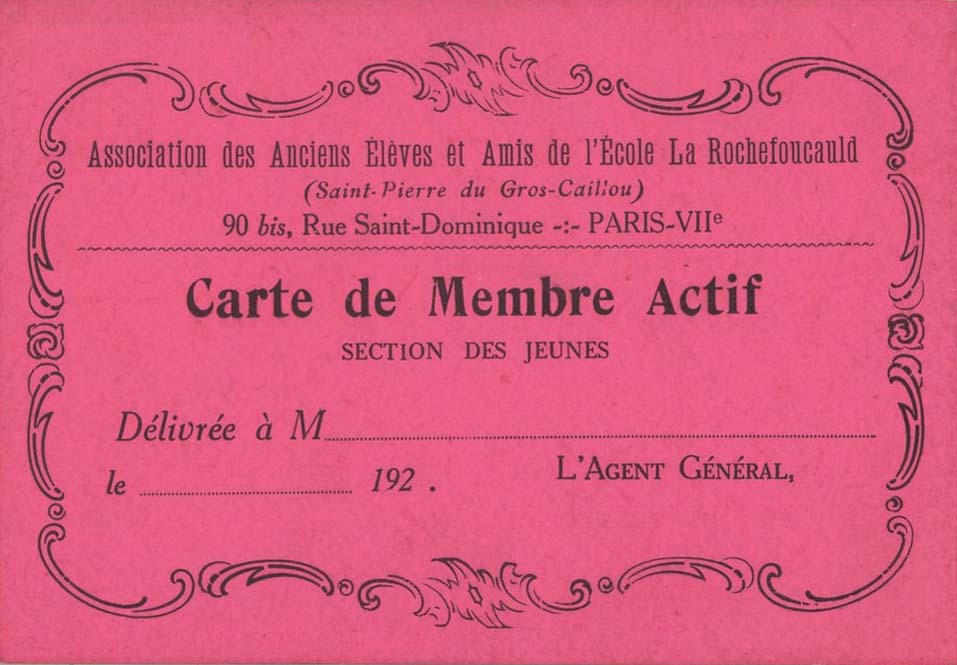 Association des Anciens Élèves et Amis de l'École La Rochefoucauld
(Saint-Pierre du Gros-Caillou)
90 bis, Rue Saint-Dominique -:- PARIS-VIIe
Carte de Membre Actif
SECTION DES JEUNES
Délivrée à M
le 192 .
L'AGENT GÉNÉRAL,